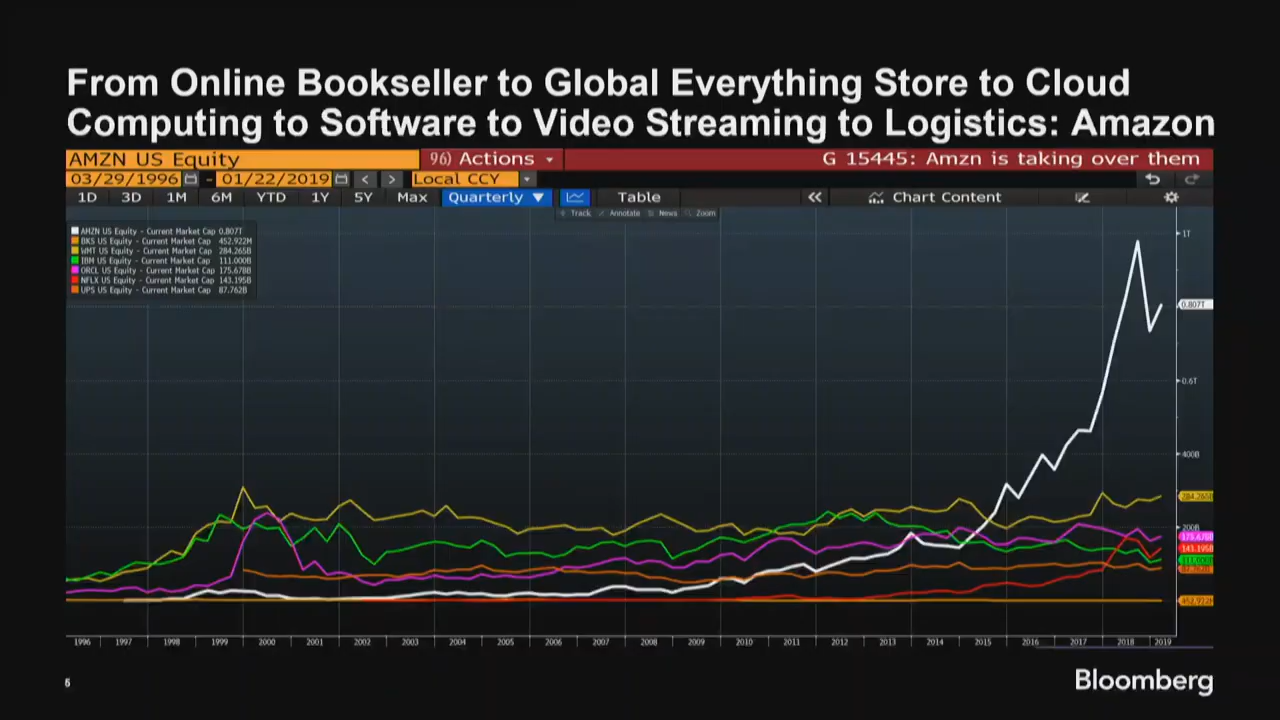 From Online Bookseller to Global Everything Store to Cloud
Computing to Software to Video Streaming to Logistics: Amazon
AMZN US Equity 96) Actions G 15445: Amzn is taking over them
03/29/1996 - 01/22/2019 < > Local CCY
1D 3D 1M 6M YTD 1Y 5Y Max Quarterly ▼ Table « Chart Content
Track Annotate News Zoom
AMZN US Equity - Current Market Cap 0.807T
BKS US Equity - Current Market Cap 452.922M
WMT US Equity - Current Market Cap 284.265B
IBM US Equity - Current Market Cap 111.000B
ORCL US Equity - Current Market Cap 175.678B
NFLX US Equity - Current Market Cap 143.195B
UPS US Equity - Current Market Cap 87.762B
1T
0.807T
0.6T
400B
284.265B
200B
175.678B
143.195B
111.000B
1996 1997 1998 1999 2000 2001 2002 2003 2004 2005 2006 2007 2008 2009 2010 2011 2012 2013 2014 2015 2016 2017 2018 2019
Bloomberg